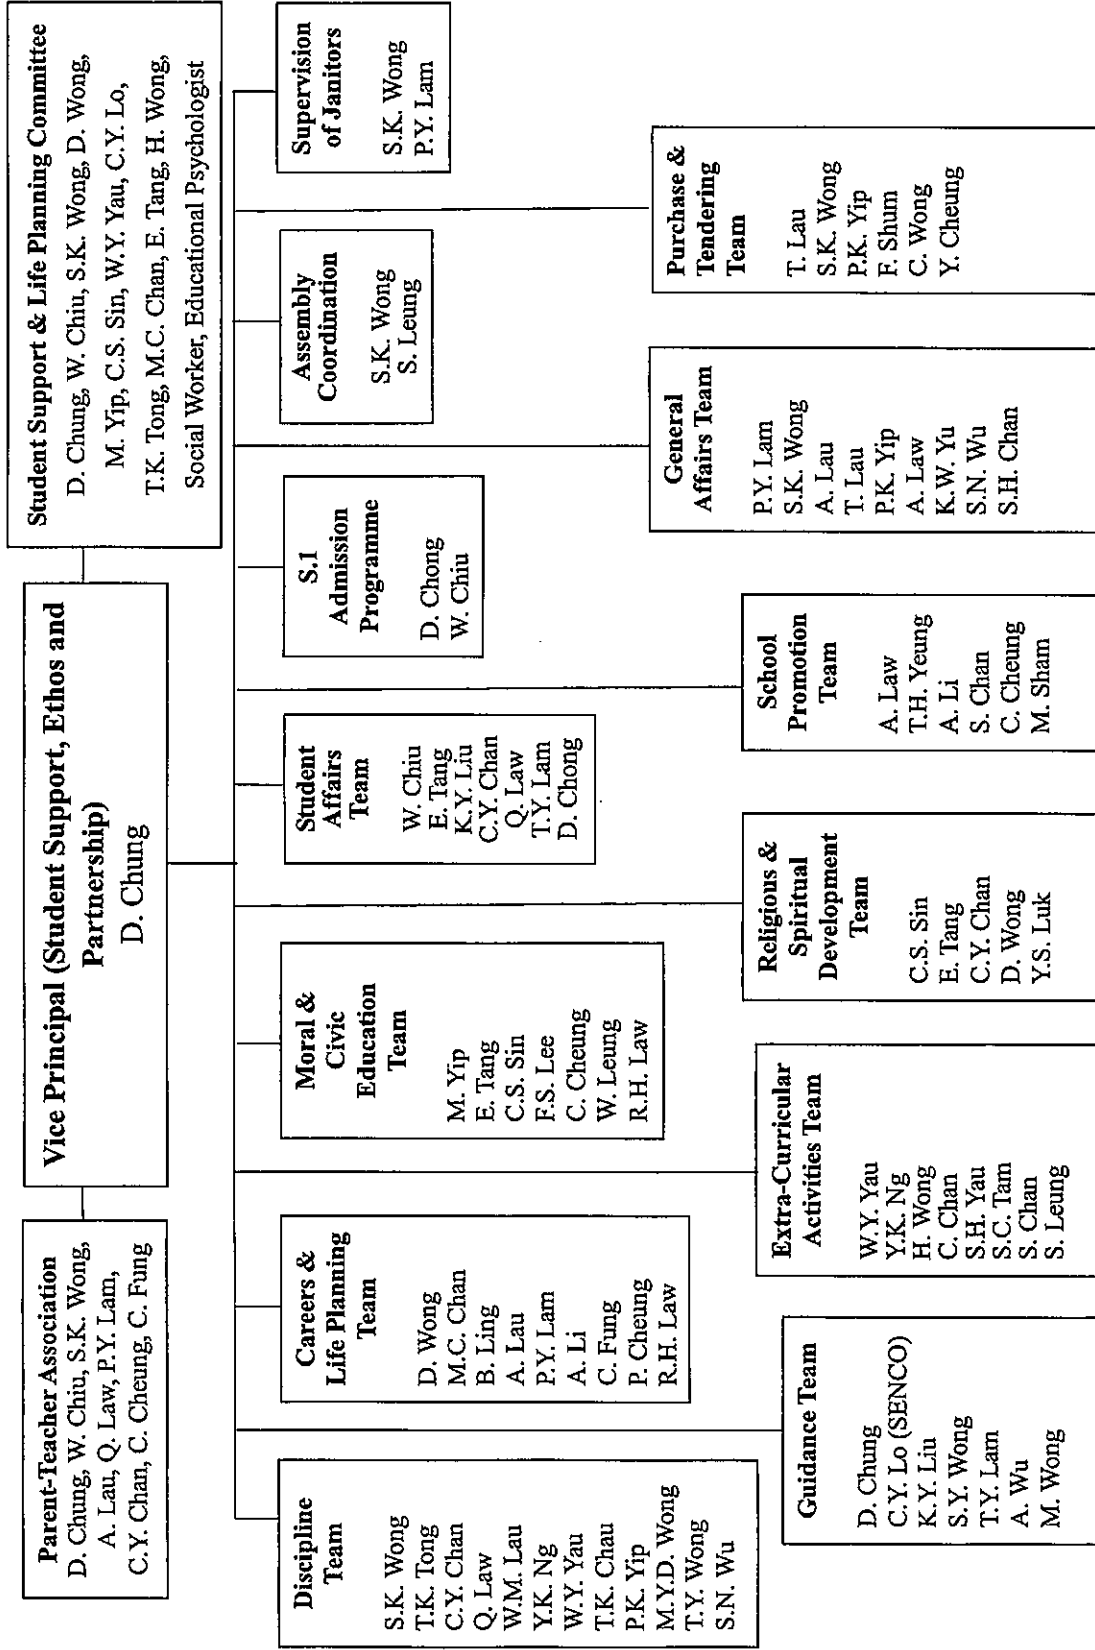 Vice Principal (Student Support, Ethos and
Partnership)
D. Chung
Parent-Teacher Association
D. Chung, W. Chiu, S.K. Wong,
A. Lau, Q. Law, P.Y. Lam,
C.Y. Chan, C. Cheung, C. Fung
Student Support & Life Planning Committee
D. Chung, W. Chiu, S.K. Wong, D. Wong,
M. Yip, C.S. Sin, W.Y. Yau, C.Y. Lo,
T.K. Tong, M.C. Chan, E. Tang, H. Wong,
Social Worker, Educational Psychologist
Discipline
Team
S.K. Wong
T.K. Tong
C.Y. Chan
Q. Law
W.M. Lau
Y.K. Ng
W.Y. Yau
T.K. Chau
P.K. Yip
M.Y.D. Wong
T.Y. Wong
S.N. Wu
Careers &
Life Planning
Team
D. Wong
M.C. Chan
B. Ling
A. Lau
P.Y. Lam
A. Li
C. Fung
P. Cheung
R.H. Law
Moral &
Civic
Education
Team
M. Yip
E. Tang
C.S. Sin
F.S. Lee
C. Cheung
W. Leung
R.H. Law
Student
Affairs
Team
W. Chiu
E. Tang
K.Y. Liu
C.Y. Chan
Q. Law
T.Y. Lam
D. Chong
S.1
Admission
Programme
D. Chong
W. Chiu
Assembly
Coordination
S.K. Wong
S. Leung
Supervision
of Janitors
S.K. Wong
P.Y. Lam
Guidance Team
D. Chung
C.Y. Lo (SENCO)
K.Y. Liu
S.Y. Wong
T.Y. Lam
A. Wu
M. Wong
Extra-Curricular
Activities Team
W.Y. Yau
Y.K. Ng
H. Wong
C. Chan
S.H. Yau
S.C. Tam
S. Chan
S. Leung
Religious &
Spiritual
Development
Team
C.S. Sin
E. Tang
C.Y. Chan
D. Wong
Y.S. Luk
School
Promotion
Team
A. Law
T.H. Yeung
A. Li
S. Chan
C. Cheung
M. Sham
General
Affairs Team
P.Y. Lam
S.K. Wong
A. Lau
T. Lau
P.K. Yip
A. Law
K.W. Yu
S.N. Wu
S.H. Chan
Purchase &
Tendering
Team
T. Lau
S.K. Wong
P.K. Yip
F. Shum
C. Wong
Y. Cheung